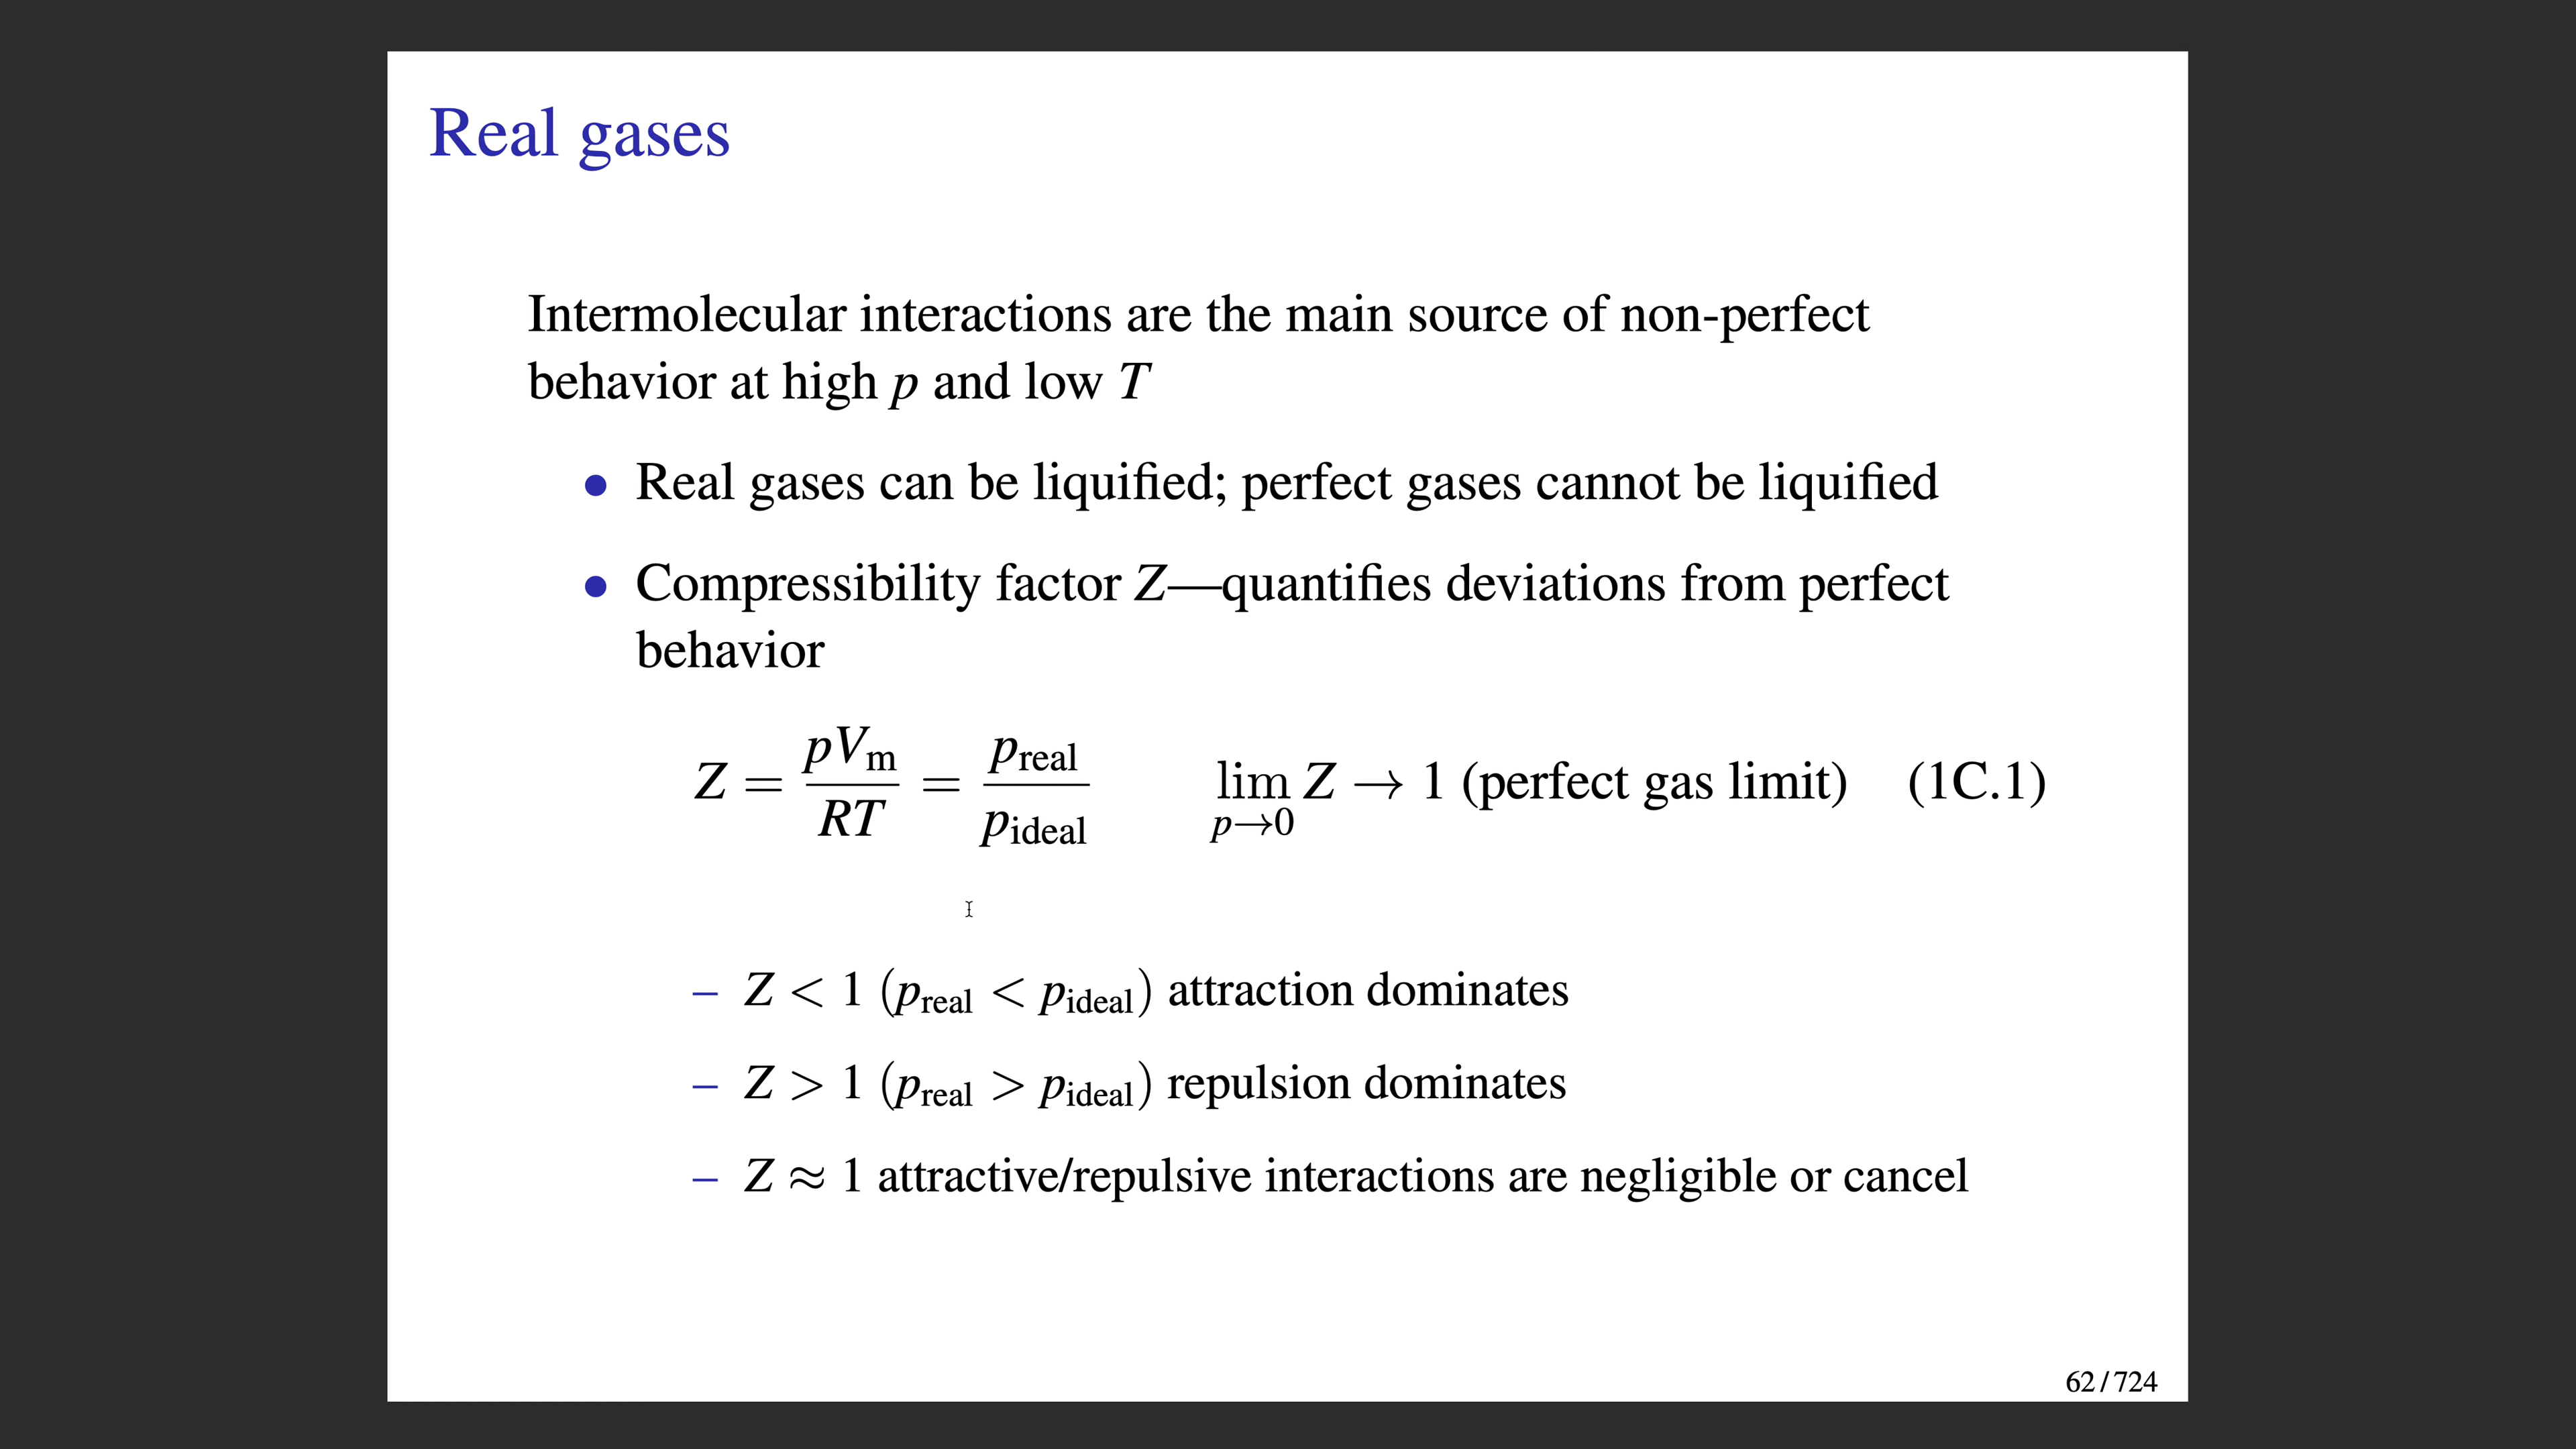 Real gases
Intermolecular interactions are the main source of non-perfect
behavior at high p and low T
• Real gases can be liquified; perfect gases cannot be liquified
• Compressibility factor Z—quantifies deviations from perfect
behavior
Z = pVm/RT = preal/pideal    lim p→0 Z → 1 (perfect gas limit)    (1C.1)
– Z < 1 (preal < pideal) attraction dominates
– Z > 1 (preal > pideal) repulsion dominates
– Z ≈ 1 attractive/repulsive interactions are negligible or cancel
62 / 724